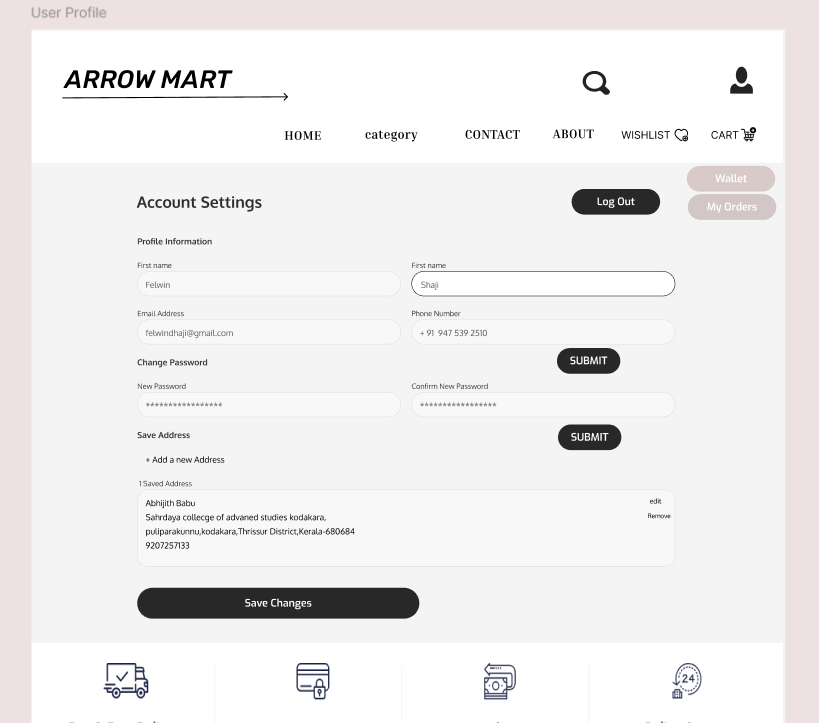 User Profile
ARROW MART
HOME category CONTACT ABOUT WISHLIST CART
Wallet
Account Settings Log Out My Orders
Profile Information
First name First name
Felwin Shaji
Email Address Phone Number
felwindhaji@gmail.com + 91 947 539 2510
Change Password SUBMIT
New Password Confirm New Password
***************** *****************
Save Address SUBMIT
+ Add a new Address
1 Saved Address
Abhijith Babu edit
Sahrdaya collecge of advaned studies kodakara, Remove
puliparakunnu,kodakara,Thrissur District,Kerala-680684
9207257133
Save Changes
24